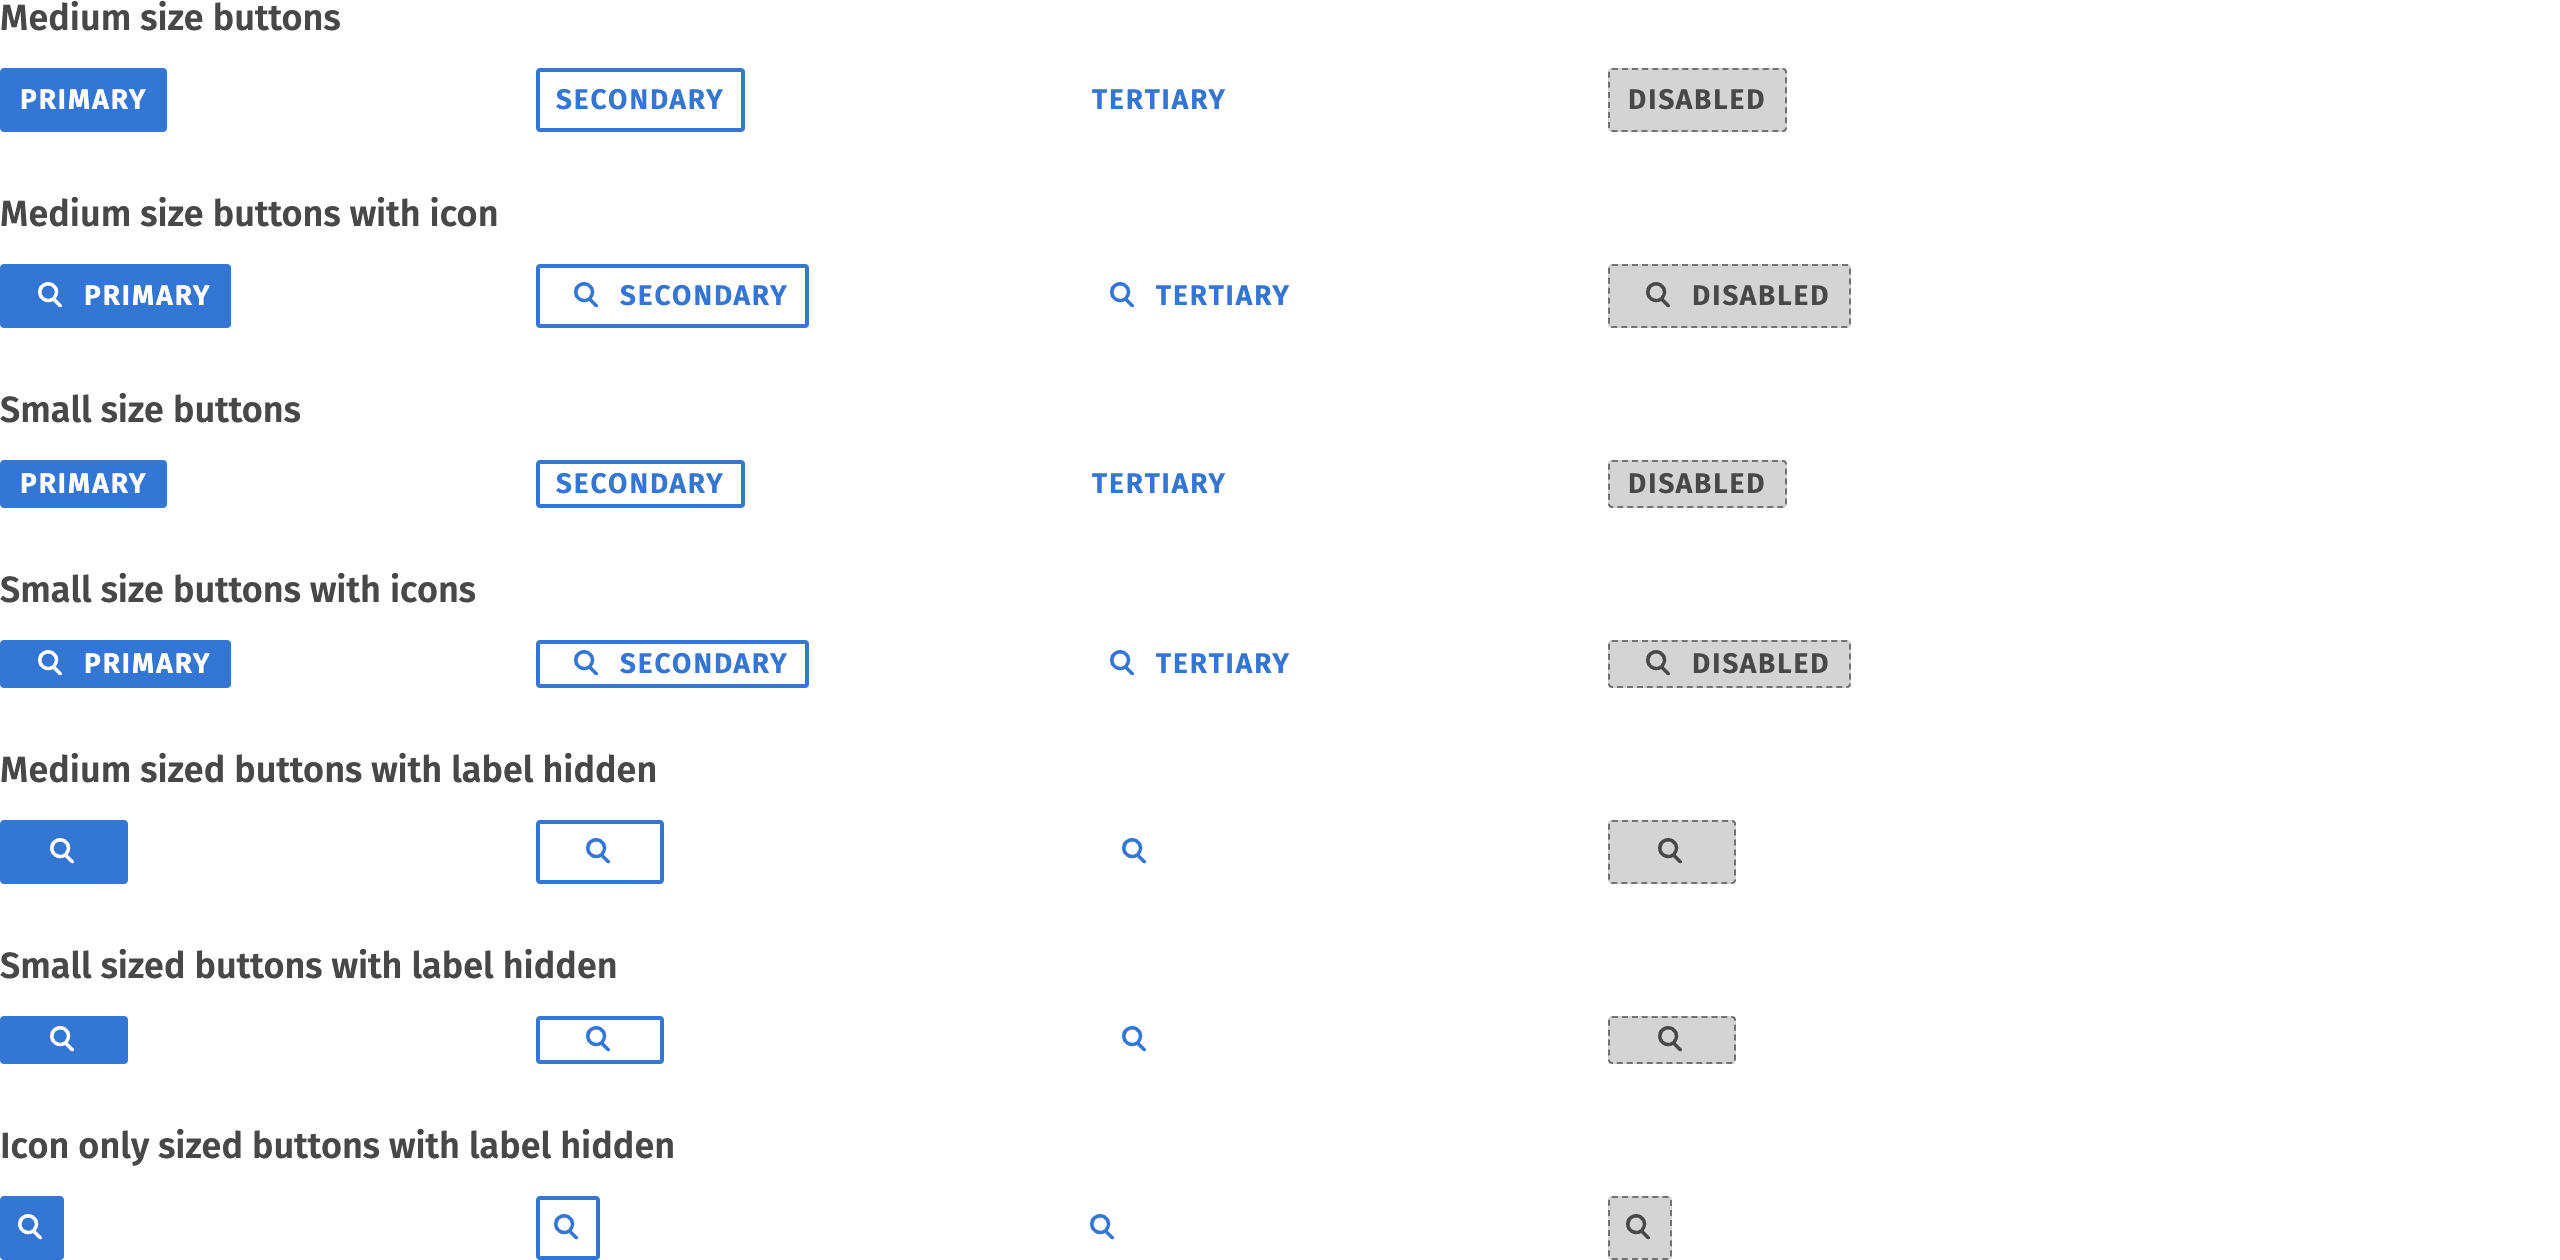 Medium size buttons
PRIMARY SECONDARY TERTIARY DISABLED
Medium size buttons with icon
PRIMARY SECONDARY TERTIARY DISABLED
Small size buttons
PRIMARY SECONDARY TERTIARY DISABLED
Small size buttons with icons
PRIMARY SECONDARY TERTIARY DISABLED
Medium sized buttons with label hidden
Small sized buttons with label hidden
Icon only sized buttons with label hidden